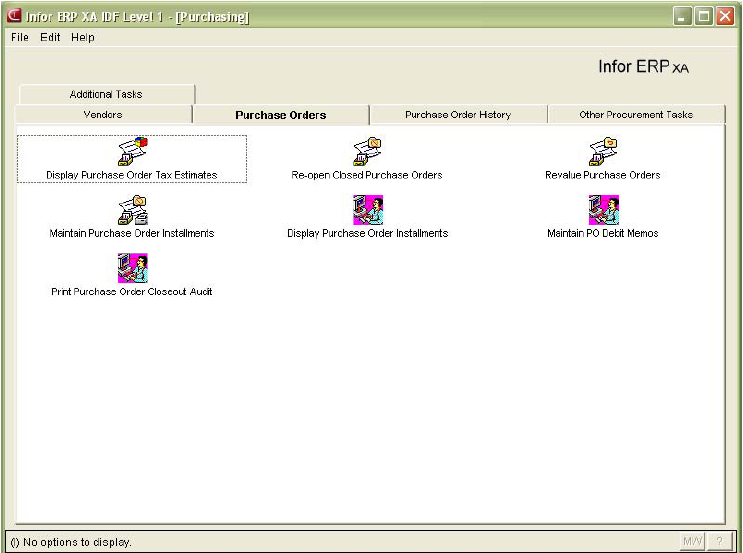 Infor ERP XA IDF Level 1 - [Purchasing]
File Edit Help
Infor ERP XA
Additional Tasks
Vendors Purchase Orders Purchase Order History Other Procurement Tasks
Display Purchase Order Tax Estimates Re-open Closed Purchase Orders Revalue Purchase Orders
Maintain Purchase Order Installments Display Purchase Order Installments Maintain PO Debit Memos
Print Purchase Order Closeout Audit
(I) No options to display. MW ?